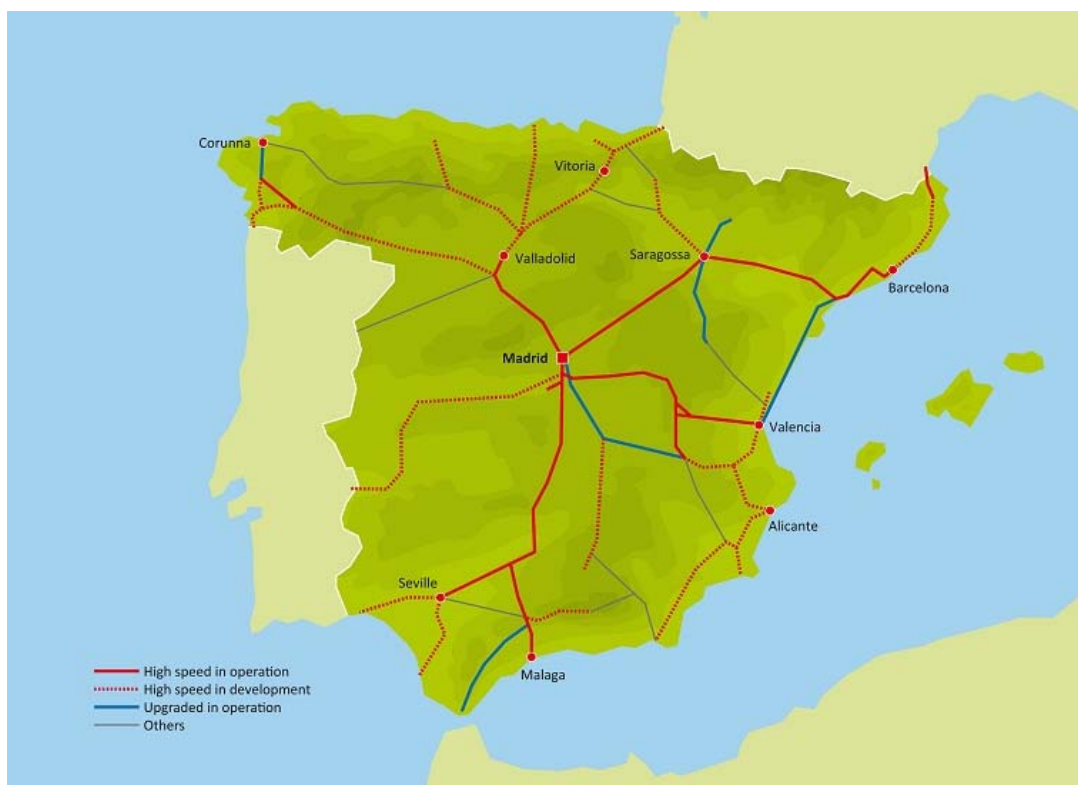 Corunna
Vitoria
Valladolid
Saragossa
Barcelona
Madrid
Valencia
Alicante
Seville
Malaga
High speed in operation
High speed in development
Upgraded in operation
Others